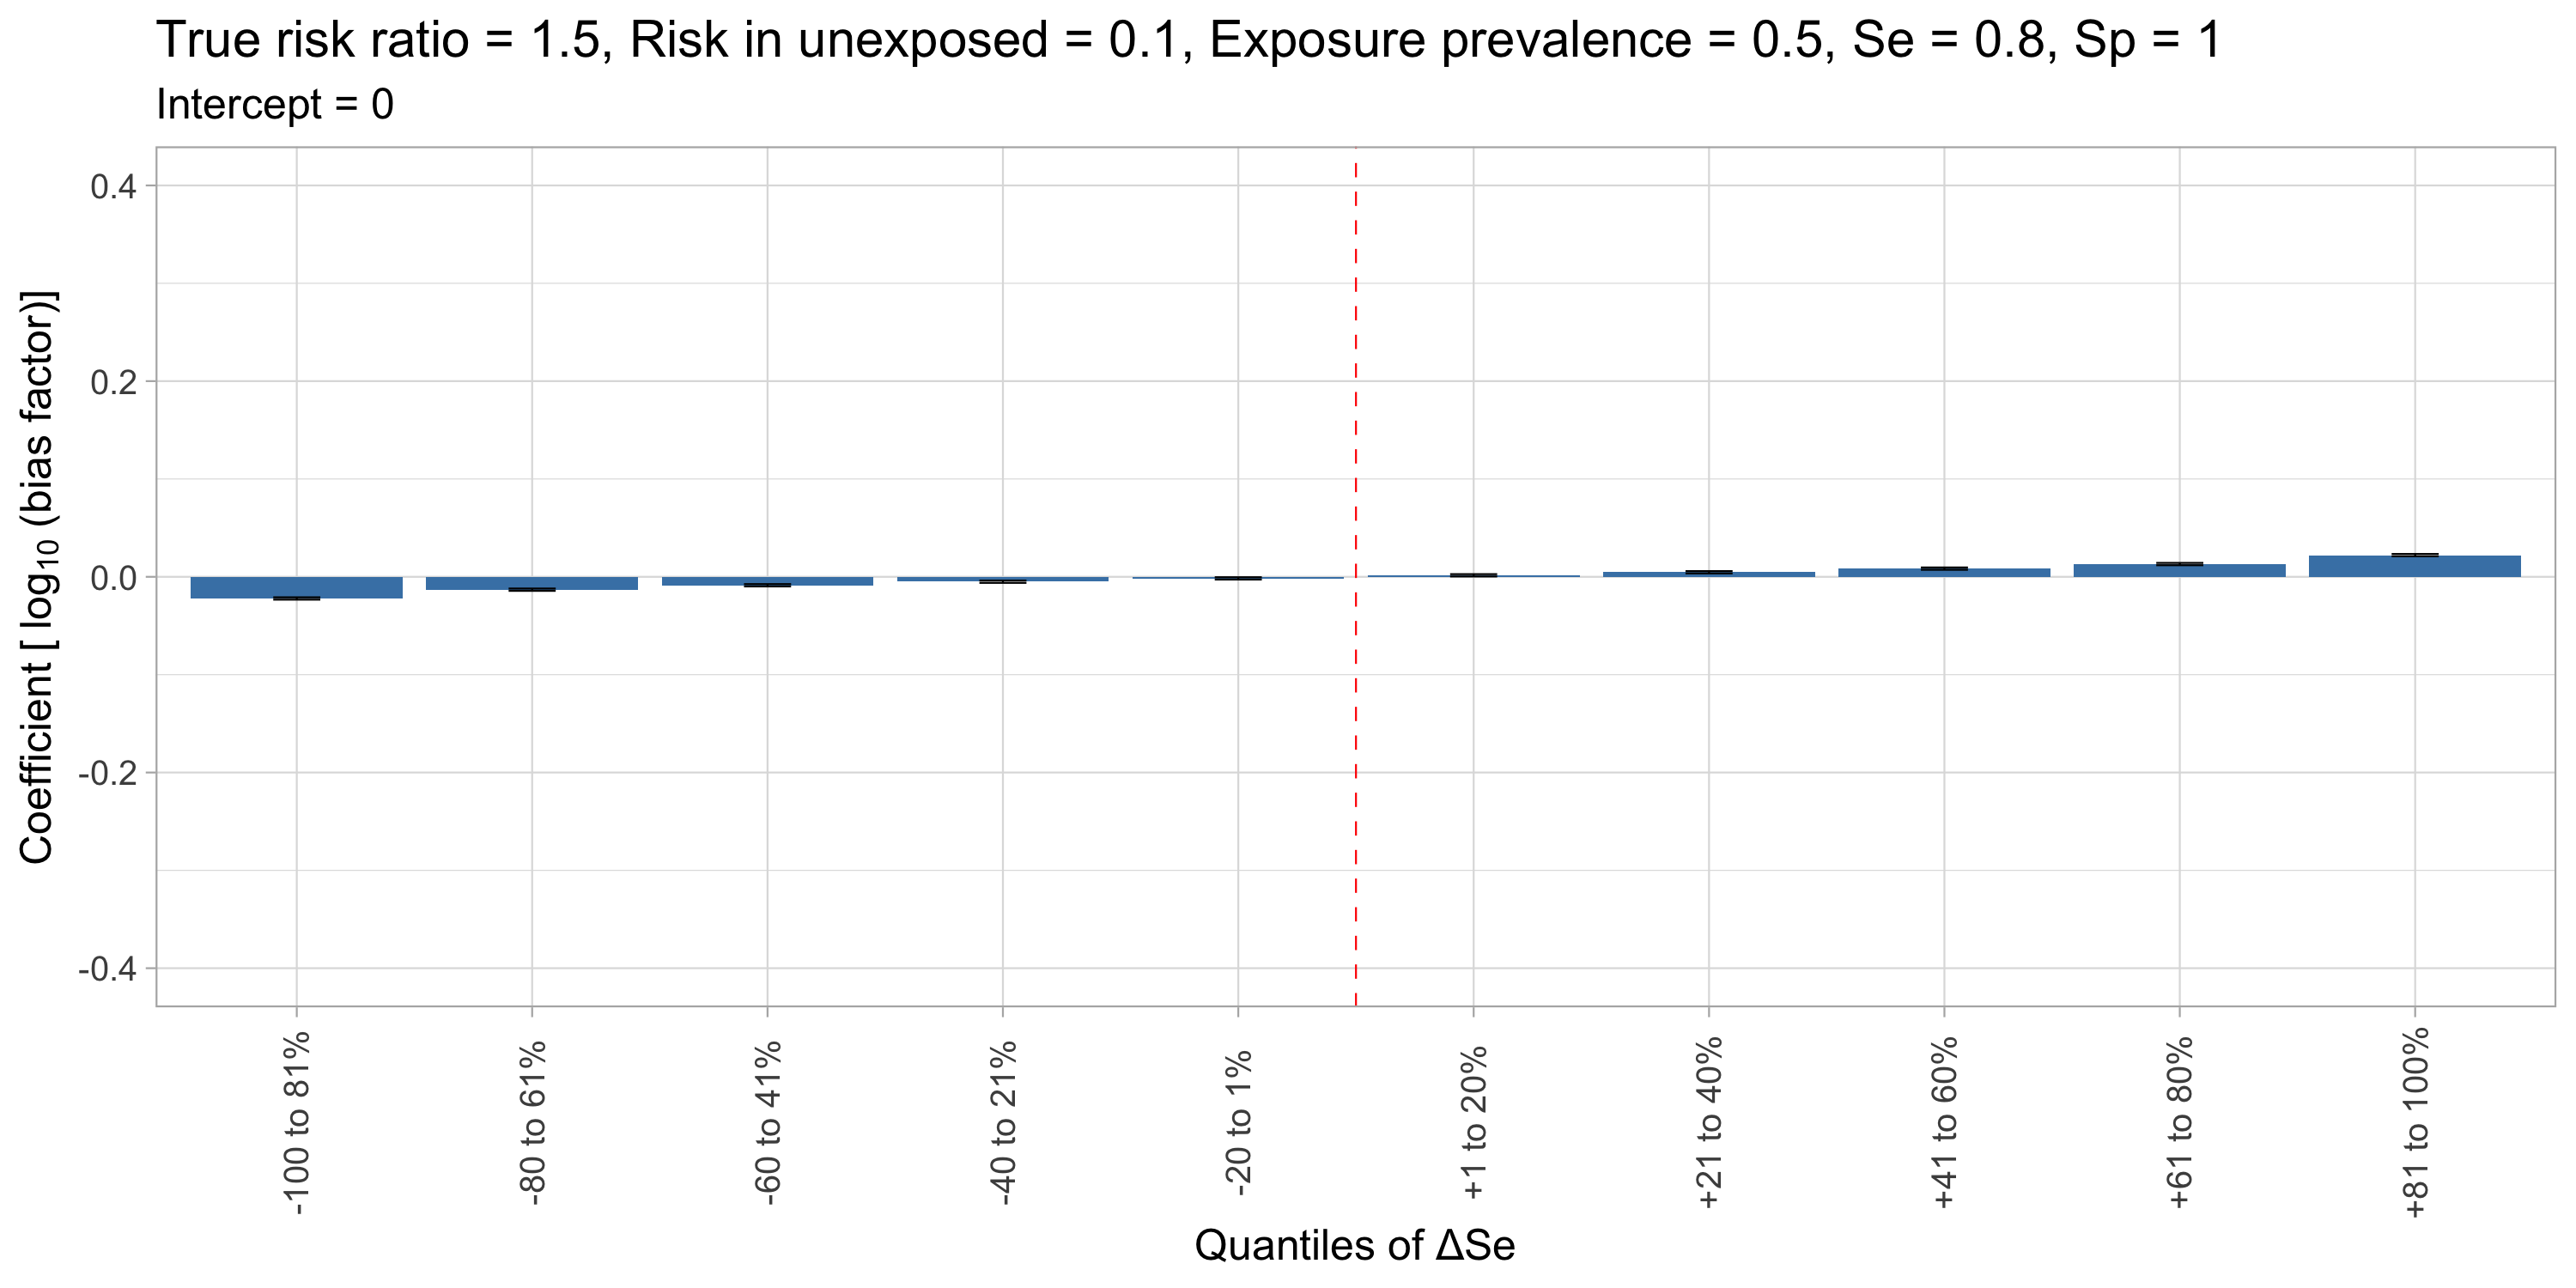 True risk ratio = 1.5, Risk in unexposed = 0.1, Exposure prevalence = 0.5, Se = 0.8, Sp = 1
Intercept = 0
Coefficient [ log₁₀ (bias factor)]
0.4
0.2
0.0
-0.2
-0.4
-100 to 81%
-80 to 61%
-60 to 41%
-40 to 21%
-20 to 1%
+1 to 20%
+21 to 40%
+41 to 60%
+61 to 80%
+81 to 100%
Quantiles of ΔSe